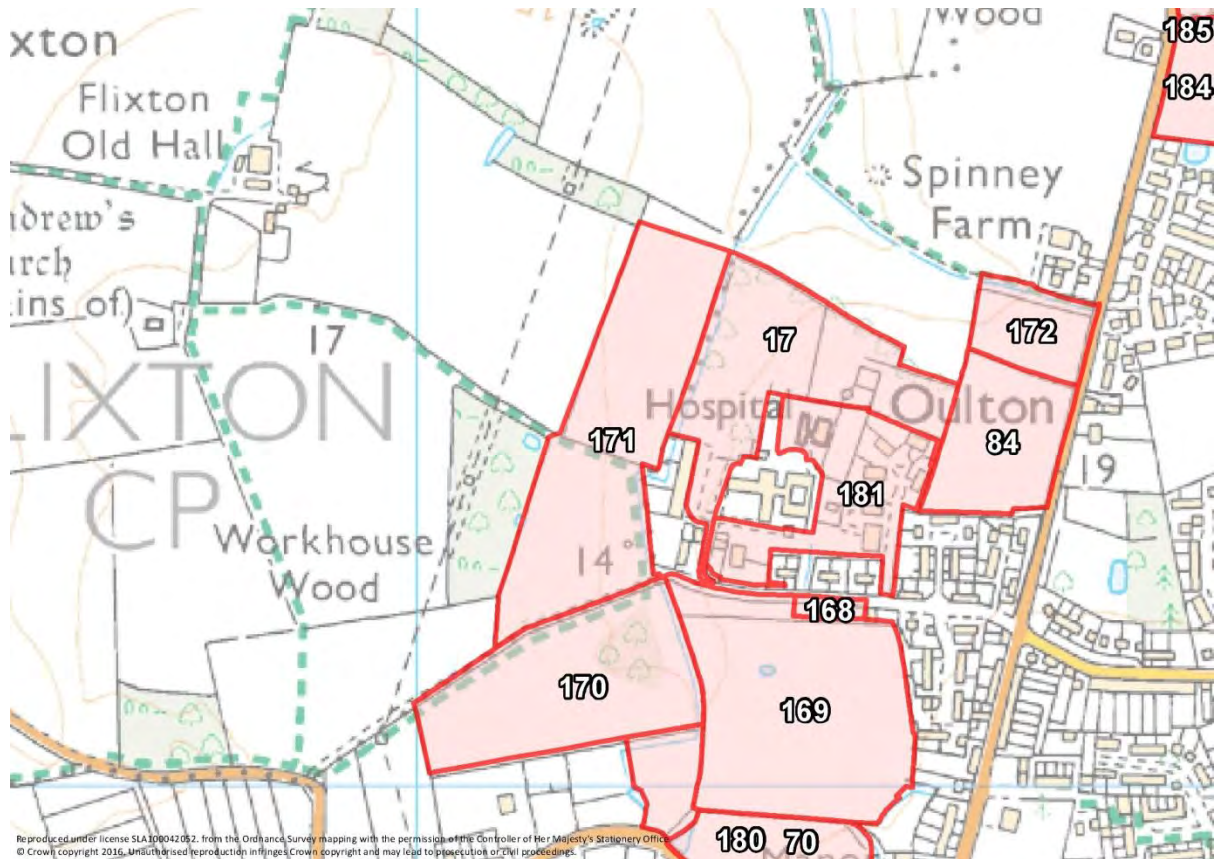 xton
Wood
185
184
Flixton
Old Hall
Spinney
Farm
ndrew's
urch
ins of)
17
17
172
LIXTON
CP
Hospital
Oulton
171
84
181
19
Workhouse
Wood
14
168
170
169
180
70
Reproduced under license SLA100042052. from the Ordnance Survey mapping with the permission of the Controller of Her Majesty's Stationery Office
© Crown copyright 2016. Unauthorised reproduction infringes Crown copyright and may lead to prosecution or civil proceedings.